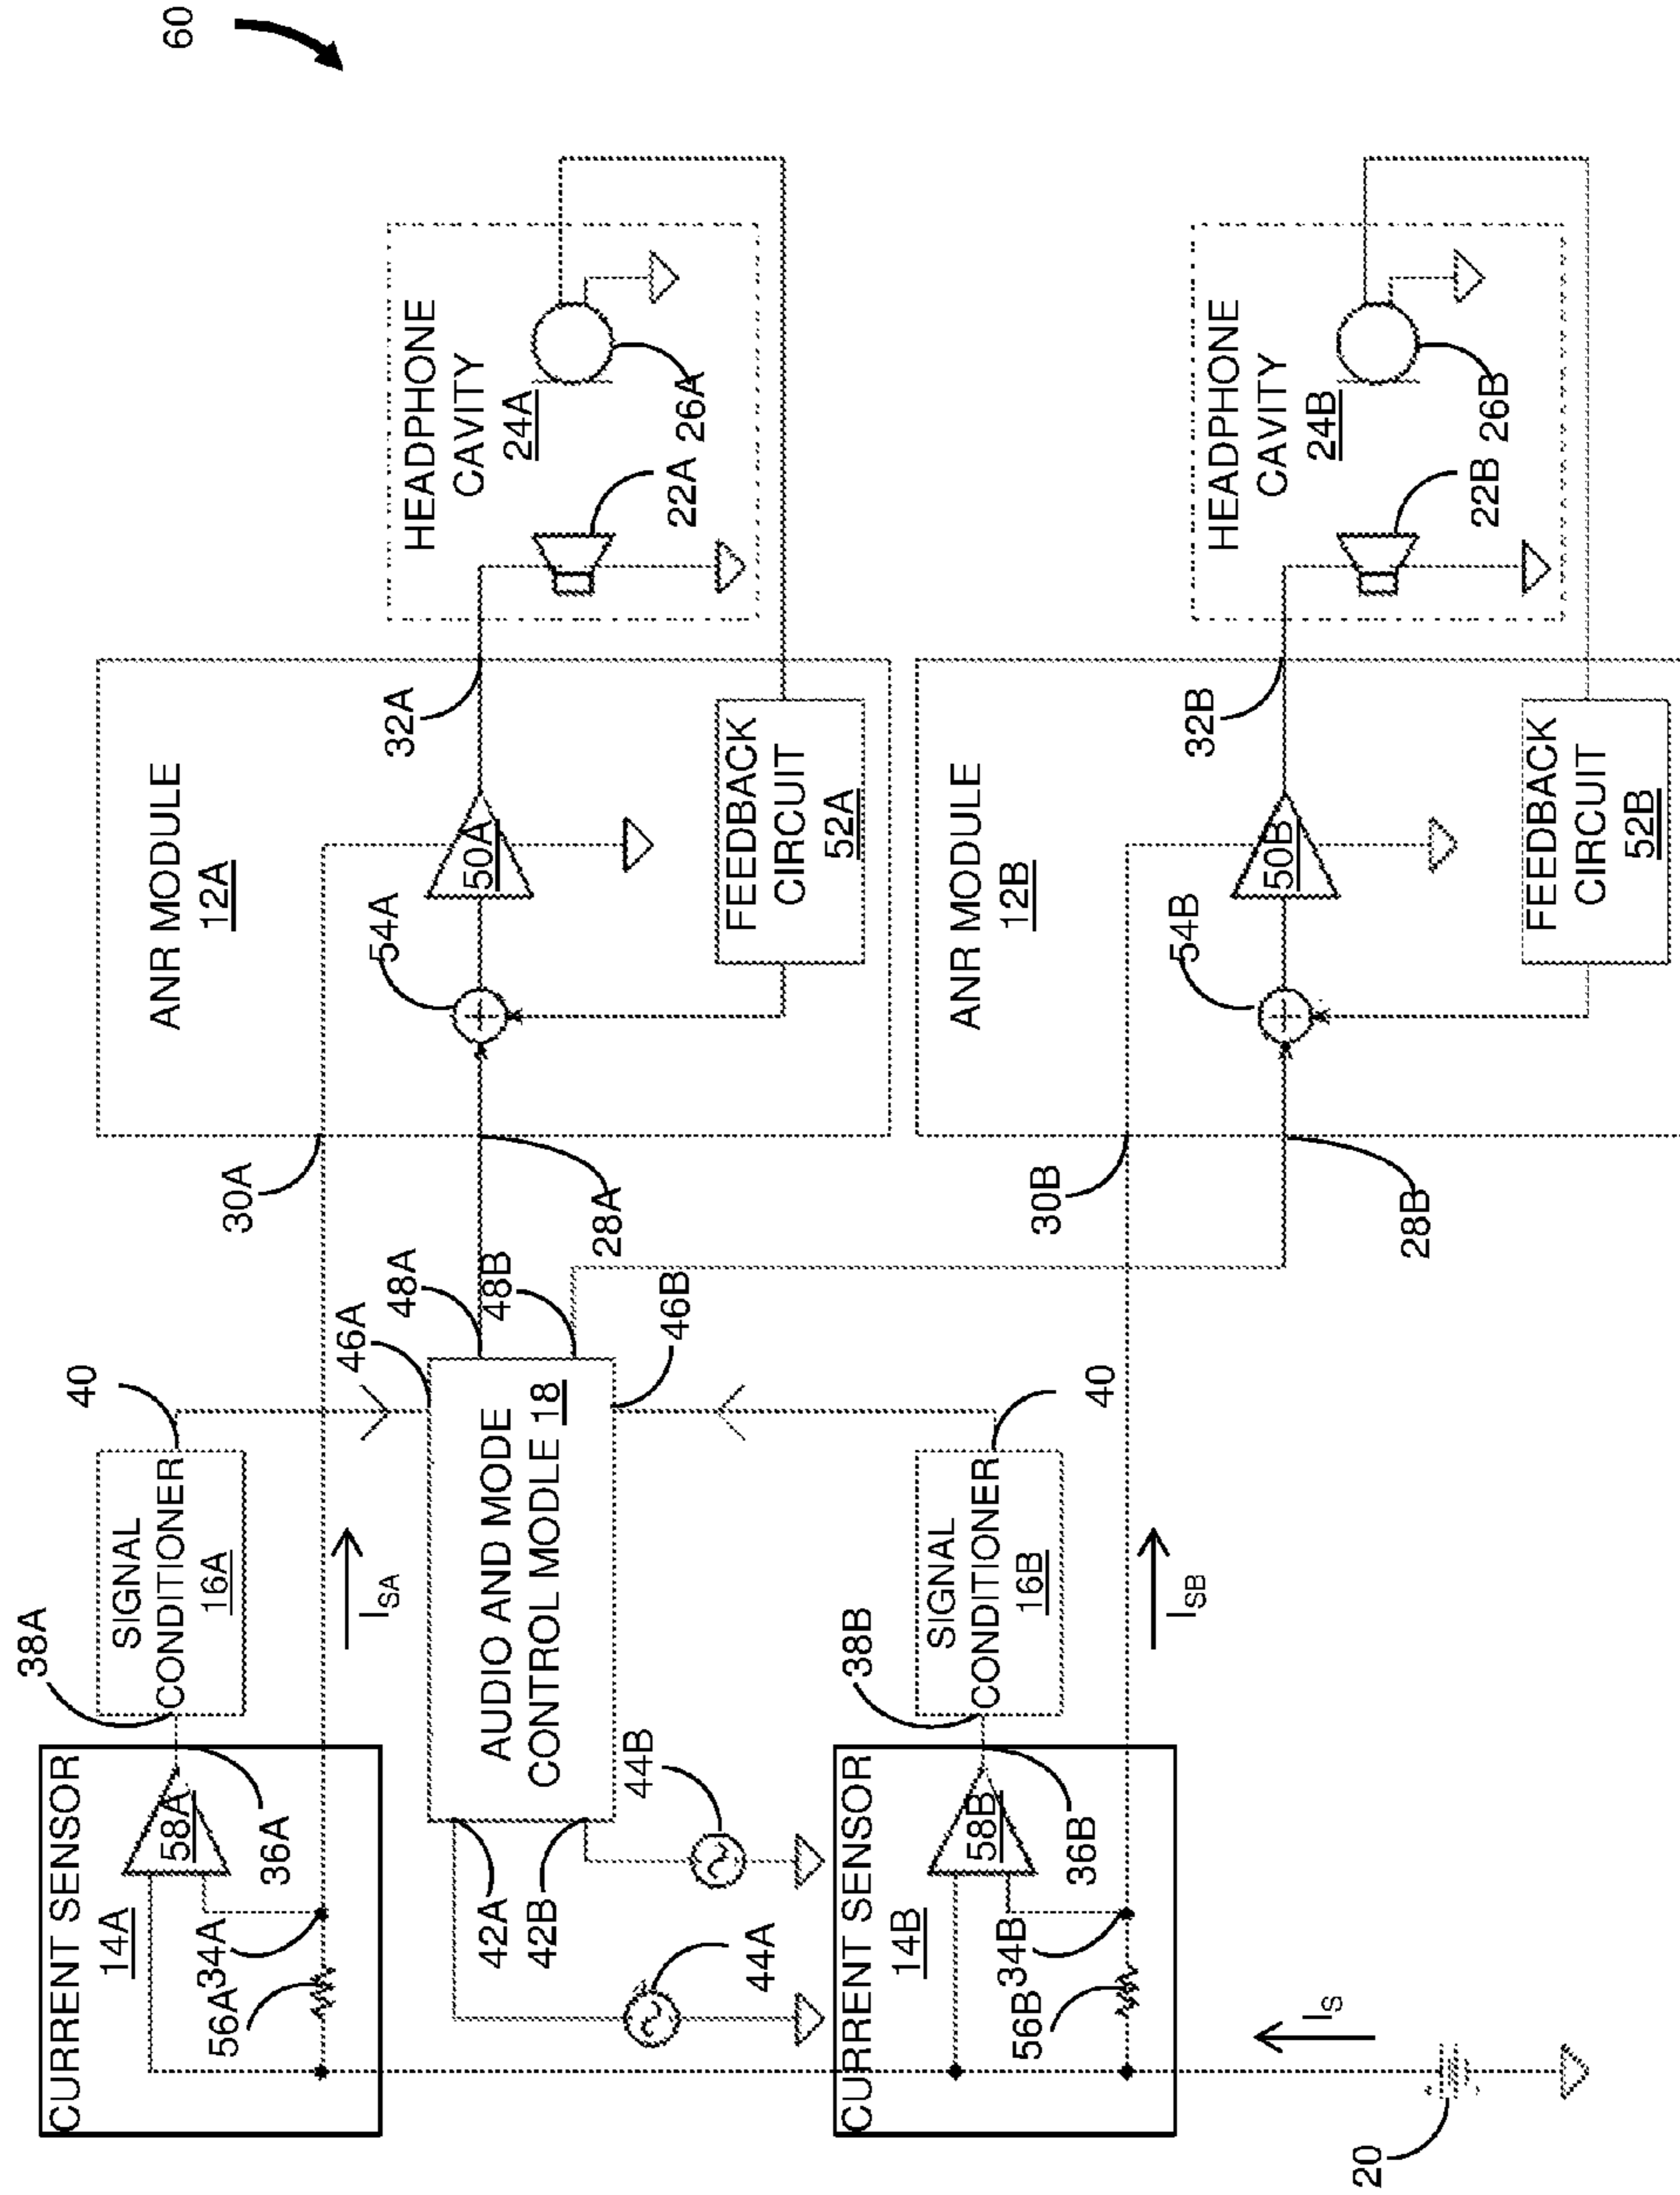 60
CURRENT SENSOR
14A
58A
56A
34A
36A
38A
SIGNAL
CONDITIONER
16A
40
I_SA
30A
ANR MODULE
12A
54A
50A
32A
FEEDBACK
CIRCUIT
52A
HEADPHONE
CAVITY
24A
22A
26A
AUDIO AND MODE
CONTROL MODLE 18
42A
42B
44A
44B
46A
48A
48B
46B
28A
CURRENT SENSOR
14B
58B
56B
34B
36B
38B
SIGNAL
CONDITIONER
16B
40
I_SB
30B
28B
ANR MODULE
12B
54B
50B
32B
FEEDBACK
CIRCUIT
52B
HEADPHONE
CAVITY
24B
22B
26B
I_S
20